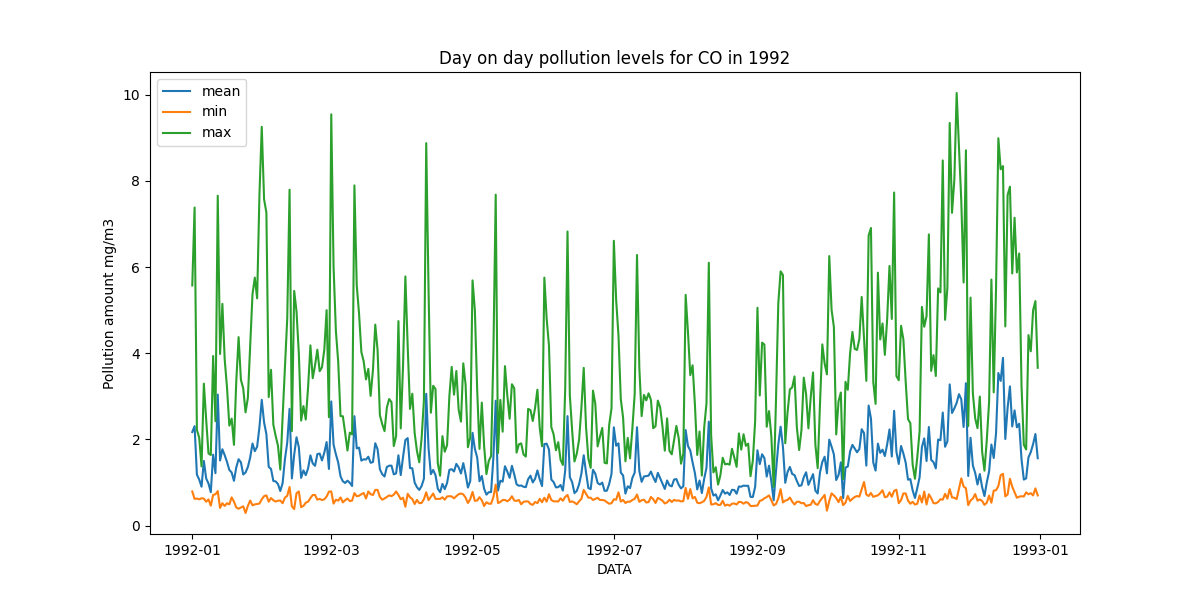 Day on day pollution levels for CO in 1992
mean
min
max
Pollution amount mg/m3
10
8
6
4
2
0
1992-01
1992-03
1992-05
1992-07
1992-09
1992-11
1993-01
DATA